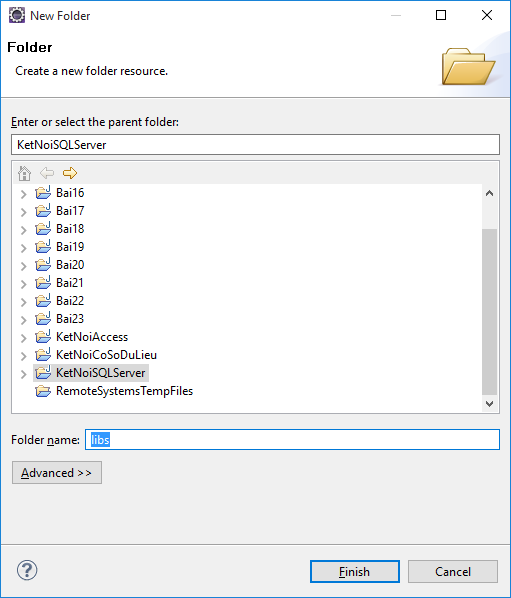 New Folder
Folder
Create a new folder resource.
Enter or select the parent folder:
KetNoiSQLServer
Bai16
Bai17
Bai18
Bai19
Bai20
Bai21
Bai22
Bai23
KetNoiAccess
KetNoiCoSoDuLieu
KetNoiSQLServer
RemoteSystemsTempFiles
Folder name: libs
Advanced >>
? Finish Cancel